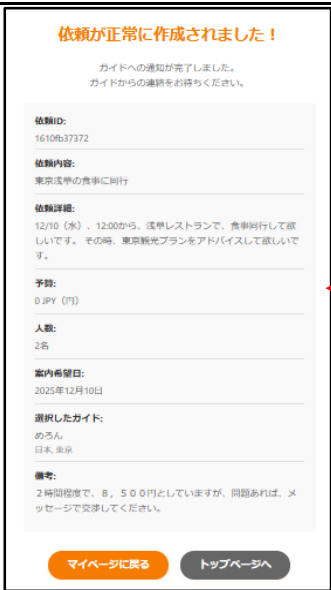 依頼が正常に作成されました！
ガイドへの通知が完了しました。
ガイドからの連絡をお待ちください。
依頼ID:
1610fb37372
依頼内容:
東京浅草の食事に同行
依頼詳細:
12/10（水）、12:00から、浅草レストランで、食事同行して欲
しいです。 その時、東京観光プランをアドバイスして欲しいで
す。
予算:
0 JPY（円）
人数:
2名
案内希望日:
2025年12月10日
選択したガイド:
めろん
日本, 東京
備考:
２時間程度で、８，５００円としていますが、問題あれば、メ
ッセージで交渉してください。
マイページに戻る
トップページへ